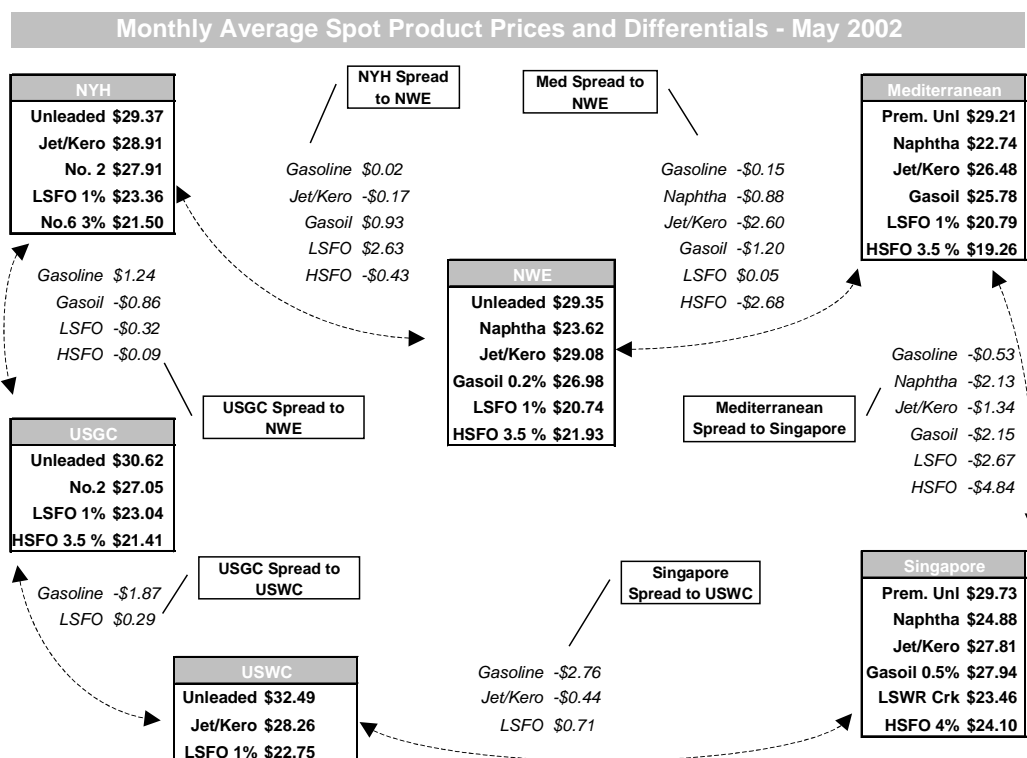 Monthly Average Spot Product Prices and Differentials - May 2002
NYH
Unleaded $29.37
Jet/Kero $28.91
No. 2 $27.91
LSFO 1% $23.36
No.6 3% $21.50
NYH Spread
to NWE
Gasoline $0.02
Jet/Kero -$0.17
Gasoil $0.93
LSFO $2.63
HSFO -$0.43
Med Spread to
NWE
Gasoline -$0.15
Naphtha -$0.88
Jet/Kero -$2.60
Gasoil -$1.20
LSFO $0.05
HSFO -$2.68
Mediterranean
Prem. Unl $29.21
Naphtha $22.74
Jet/Kero $26.48
Gasoil $25.78
LSFO 1% $20.79
HSFO 3.5 % $19.26
Gasoline $1.24
Gasoil -$0.86
LSFO -$0.32
HSFO -$0.09
USGC Spread to
NWE
NWE
Unleaded $29.35
Naphtha $23.62
Jet/Kero $29.08
Gasoil 0.2% $26.98
LSFO 1% $20.74
HSFO 3.5 % $21.93
Mediterranean
Spread to Singapore
Gasoline -$0.53
Naphtha -$2.13
Jet/Kero -$1.34
Gasoil -$2.15
LSFO -$2.67
HSFO -$4.84
USGC
Unleaded $30.62
No.2 $27.05
LSFO 1% $23.04
HSFO 3.5 % $21.41
Gasoline -$1.87
LSFO $0.29
USGC Spread to
USWC
Singapore
Spread to USWC
Gasoline -$2.76
Jet/Kero -$0.44
LSFO $0.71
Singapore
Prem. Unl $29.73
Naphtha $24.88
Jet/Kero $27.81
Gasoil 0.5% $27.94
LSWR Crk $23.46
HSFO 4% $24.10
USWC
Unleaded $32.49
Jet/Kero $28.26
LSFO 1% $22.75